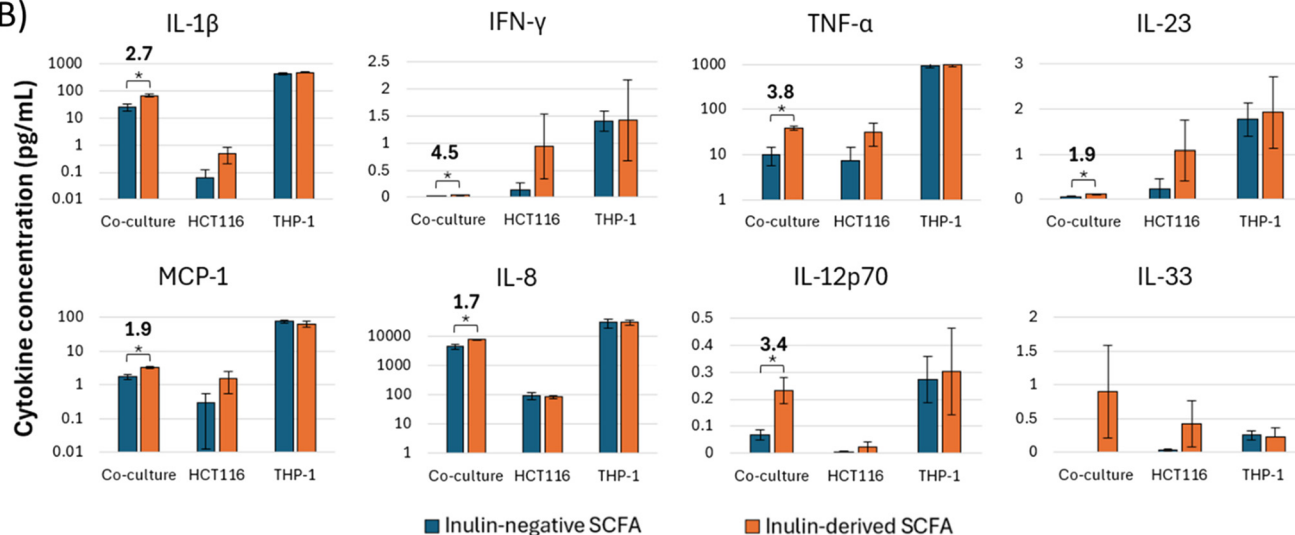 B)
Cytokine concentration (pg/mL)
IL-1β
2.7
*
1000
100
10
1
0.1
0.01
Co-culture HCT116 THP-1
IFN-γ
4.5
*
2.5
2
1.5
1
0.5
0
Co-culture HCT116 THP-1
TNF-α
3.8
*
1000
100
10
1
Co-culture HCT116 THP-1
IL-23
1.9
*
3
2
1
0
Co-culture HCT116 THP-1
MCP-1
1.9
*
100
10
1
0.1
0.01
Co-culture HCT116 THP-1
IL-8
1.7
*
10000
1000
100
10
1
Co-culture HCT116 THP-1
IL-12p70
3.4
*
0.5
0.4
0.3
0.2
0.1
0
Co-culture HCT116 THP-1
IL-33
2
1.5
1
0.5
0
Co-culture HCT116 THP-1
Inulin-negative SCFA
Inulin-derived SCFA